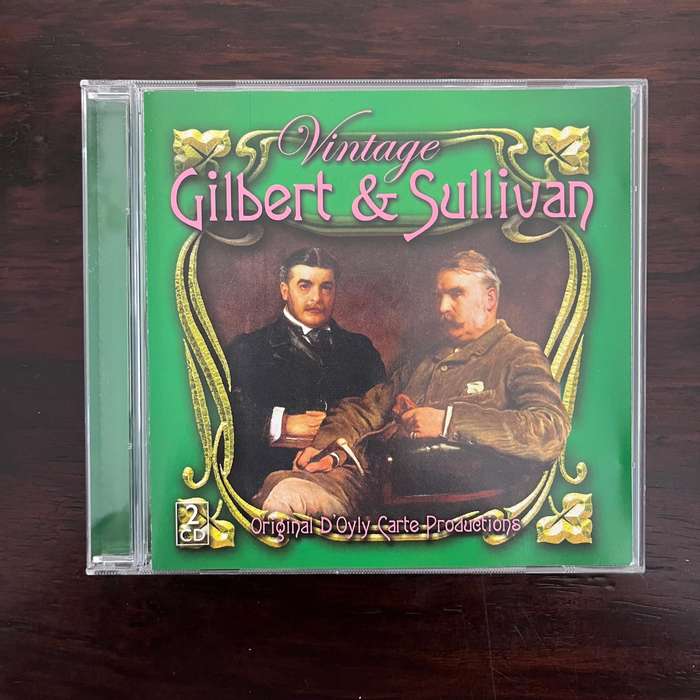 Vintage
Gilbert & Sullivan
Original D'Oyly Carte Productions
2
CD